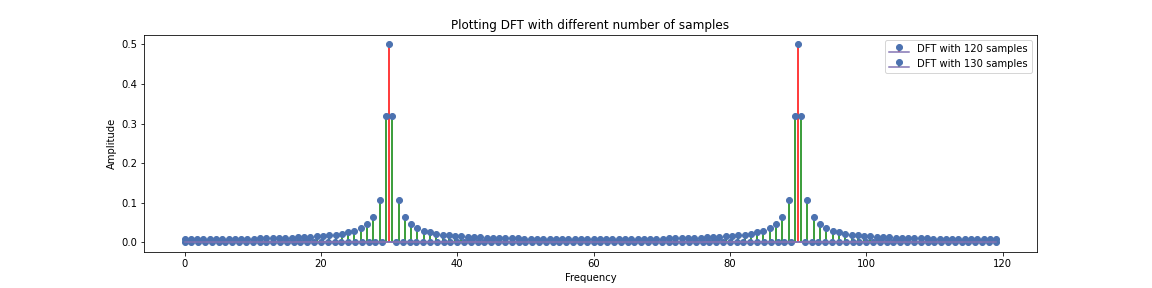 Plotting DFT with different number of samples
DFT with 120 samples
DFT with 130 samples
Amplitude
0.5
0.4
0.3
0.2
0.1
0.0
0 20 40 60 80 100 120
Frequency